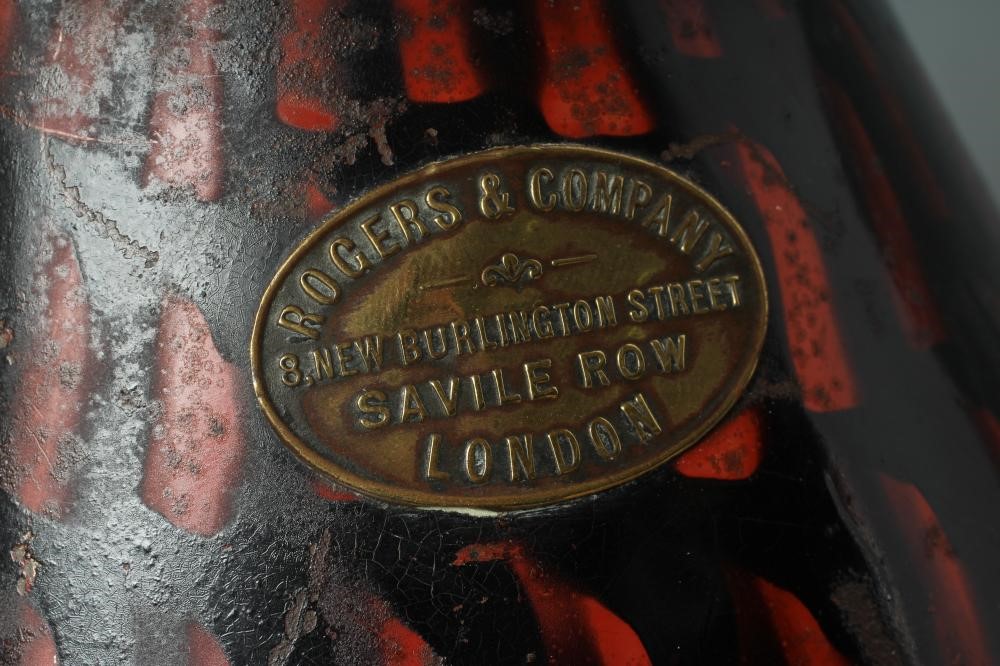 ROGERS & COMPANY,
8, NEW BURLINGTON STREET
SAVILE ROW
LONDON